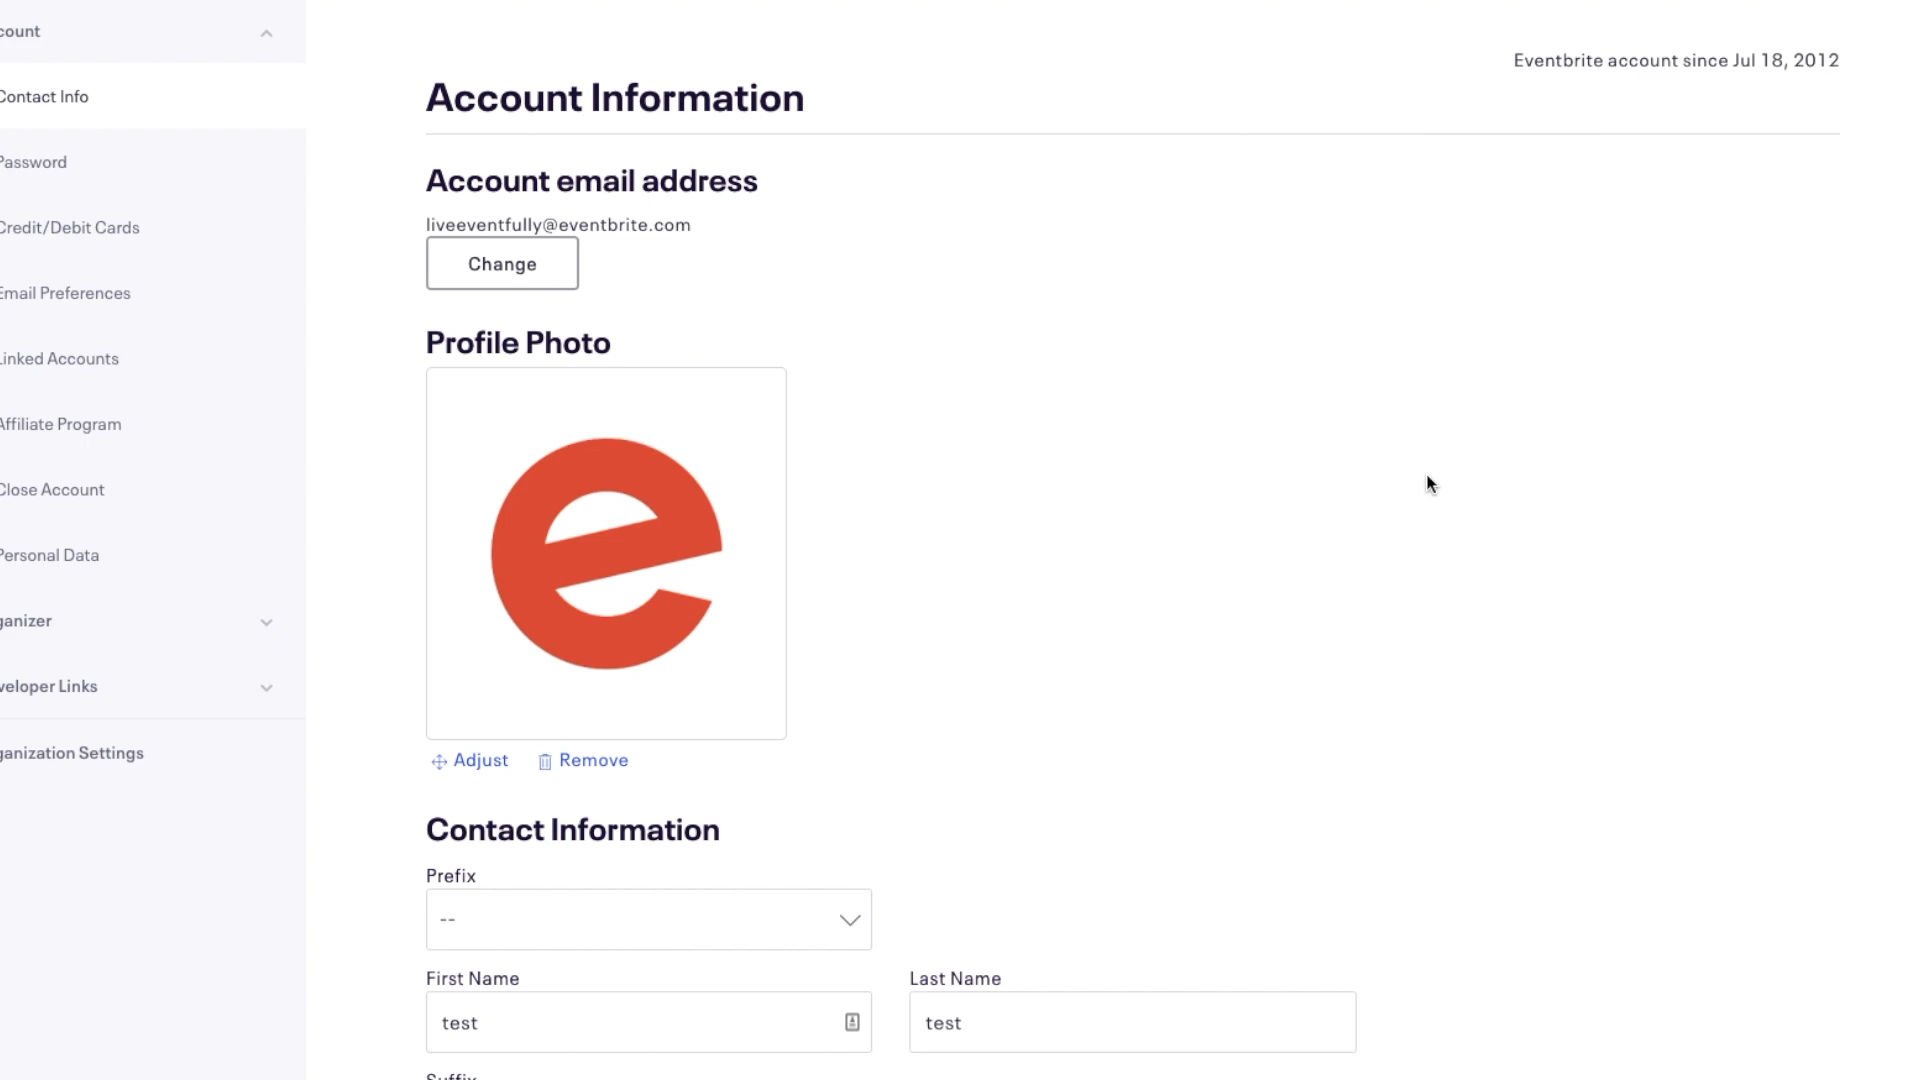 count
Contact Info
Password
Credit/Debit Cards
Email Preferences
Linked Accounts
Affiliate Program
Close Account
Personal Data
ganizer
veloper Links
ganization Settings
Eventbrite account since Jul 18, 2012
Account Information
Account email address
liveeventfully@eventbrite.com
Change
Profile Photo
e
Adjust
Remove
Contact Information
Prefix
--
First Name
Last Name
test
test
Suffix